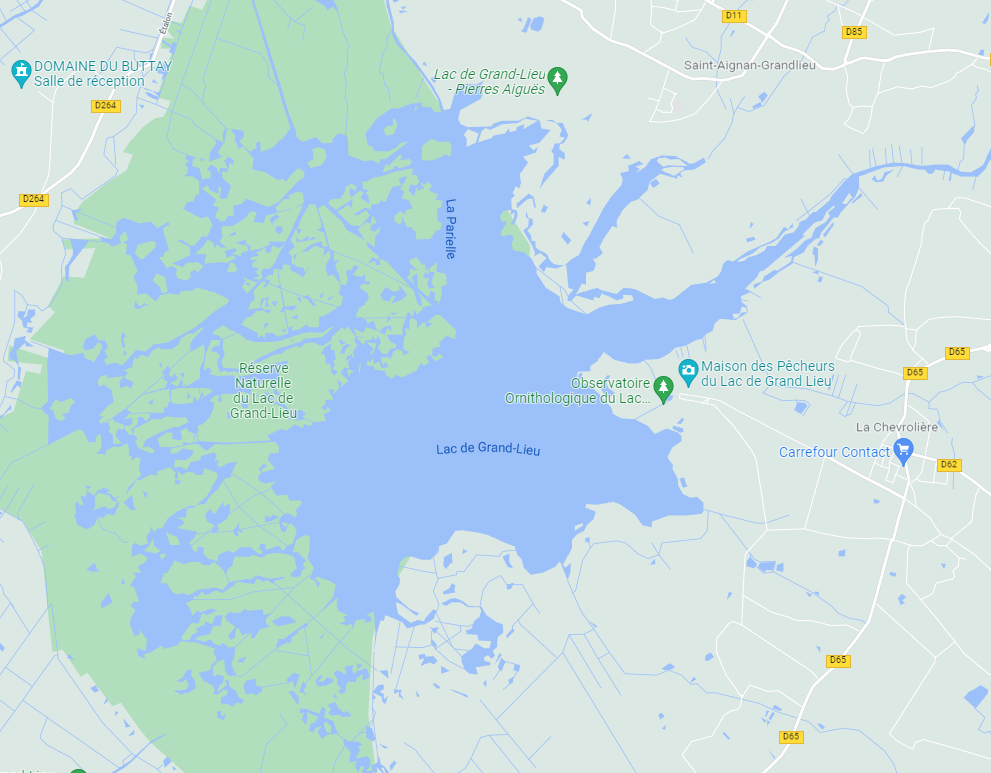 D11
D85
Étalon
Saint-Aignan-Grandlieu
DOMAINE DU BUTTAY
Salle de réception
Lac de Grand-Lieu
- Pierres Aiguës
D264
D264
La Parielle
D65
Maison des Pêcheurs
du Lac de Grand Lieu
D65
Réserve
Naturelle
du Lac de
Grand-Lieu
Observatoire
Ornithologique du Lac...
La Chevrolière
Lac de Grand-Lieu
Carrefour Contact
D62
D65
D65